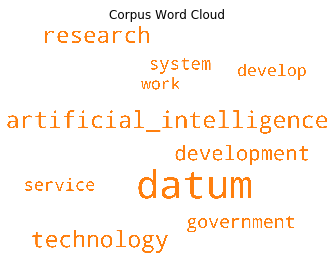 Corpus Word Cloud
research
system
develop
work
artificial_intelligence
development
service
datum
government
technology